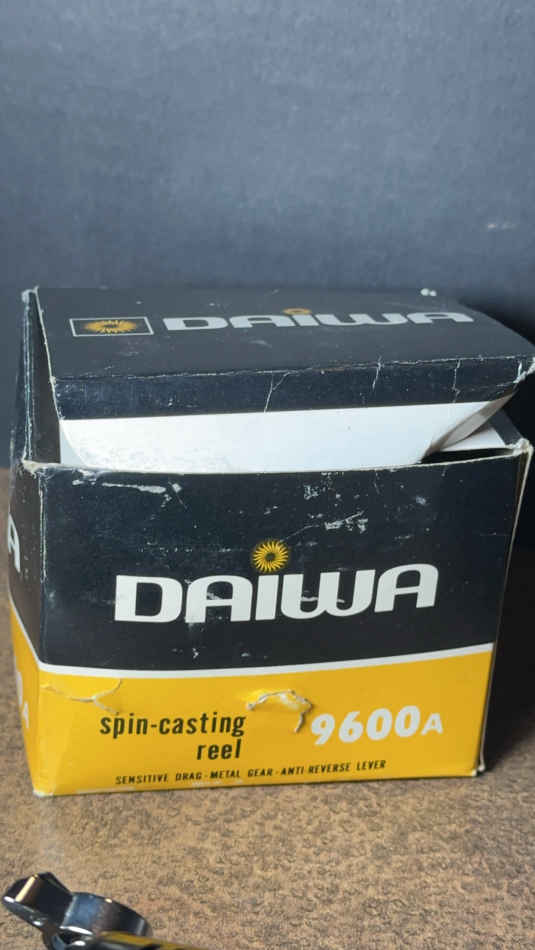 DAIWA
DAIWA
spin-casting
reel
9600A
SENSITIVE DRAG · METAL GEAR · ANTI-REVERSE LEVER
A